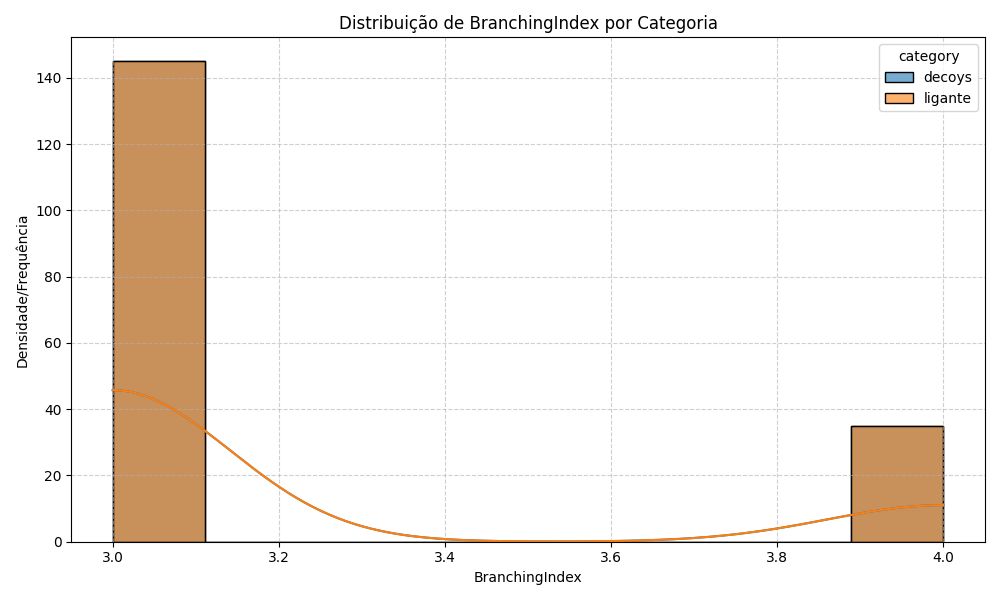 Distribuição de BranchingIndex por Categoria
Densidade/Frequência
140
120
100
80
60
40
20
0
3.0 3.2 3.4 3.6 3.8 4.0
BranchingIndex
category
decoys
ligante